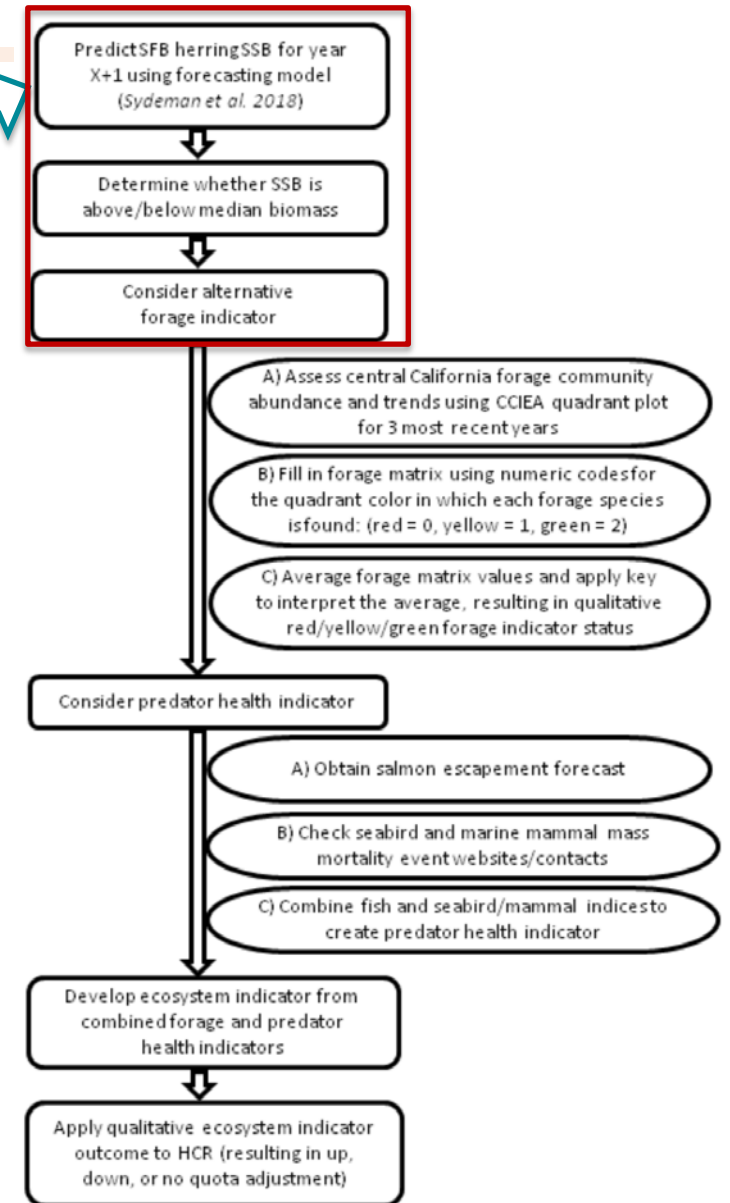 Predict SFB herring SSB for year
X+1 using forecasting model
(Sydeman et al. 2018)
Determine whether SSB is
above/below median biomass
Consider alternative
forage indicator
A) Assess central California forage community
abundance and trends using CCIEA quadrant plot
for 3 most recent years
B) Fill in forage matrix using numeric codes for
the quadrant color in which each forage species
is found: (red = 0, yellow = 1, green = 2)
C) Average forage matrix values and apply key
to interpret the average, resulting in qualitative
red/yellow/green forage indicator status
Consider predator health indicator
A) Obtain salmon escapement forecast
B) Check seabird and marine mammal mass
mortality event websites/contacts
C) Combine fish and seabird/mammal indices to
create predator health indicator
Develop ecosystem indicator from
combined forage and predator
health indicators
Apply qualitative ecosystem indicator
outcome to HCR (resulting in up,
down, or no quota adjustment)